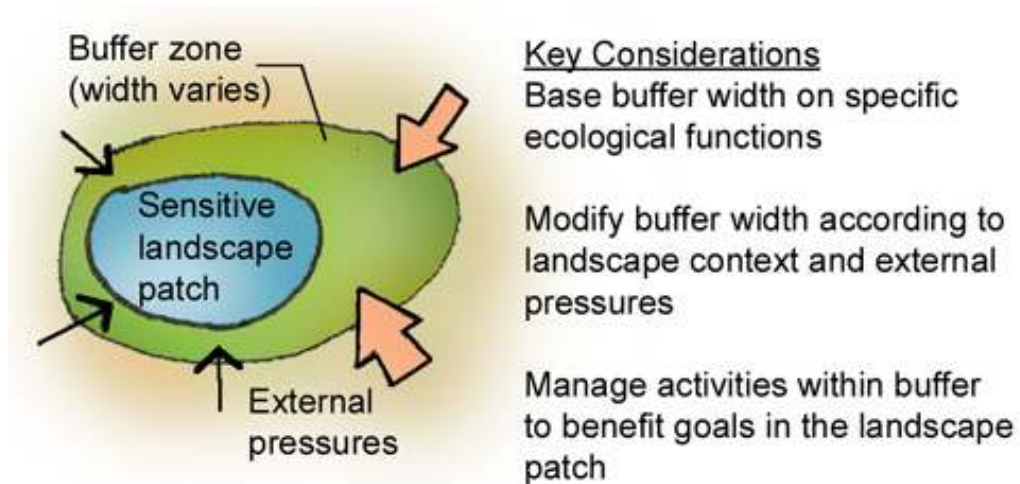 Buffer zone
(width varies)
Sensitive
landscape
patch
External
pressures
Key Considerations
Base buffer width on specific
ecological functions
Modify buffer width according to
landscape context and external
pressures
Manage activities within buffer
to benefit goals in the landscape
patch